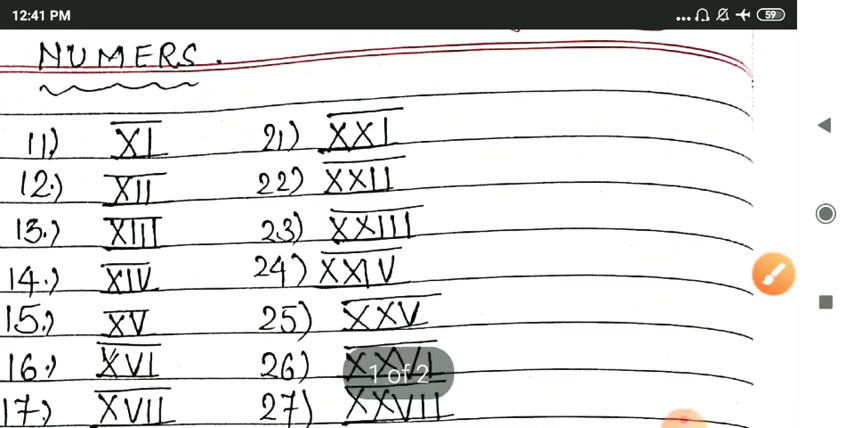 12:41 PM
... 59
NUMERS.
11) XI 21) XXI
12.) XII 22) XXII
13.) XIII 23) XXIII
14.) XIV 24) XXIV
15.) XV 25) XXV
16.) XVI 26) XXVI
1 of 2
17.) XVII 27) XXVII